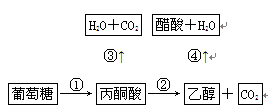 H₂O+CO₂ 醋酸+H₂O↵
③↑ ④↑↵
葡萄糖 ① 丙酮酸 ② 乙醇 + CO₂↵